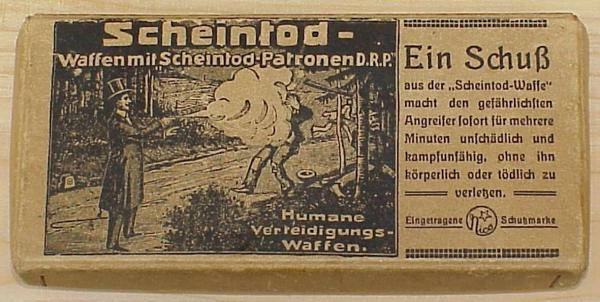 Scheintod-
Waffen mit Scheintod-Patronen D.R.P.
Humane
Verteidigungs-
Waffen.
Ein Schuß
aus der „Scheintod-Waffe“
macht den gefährlichsten
Angreifer sofort für mehrere
Minuten unschädlich und
kampfunfähig, ohne ihn
körperlich oder tödlich zu
verletzen.
Eingetragene Nico Schutzmarke